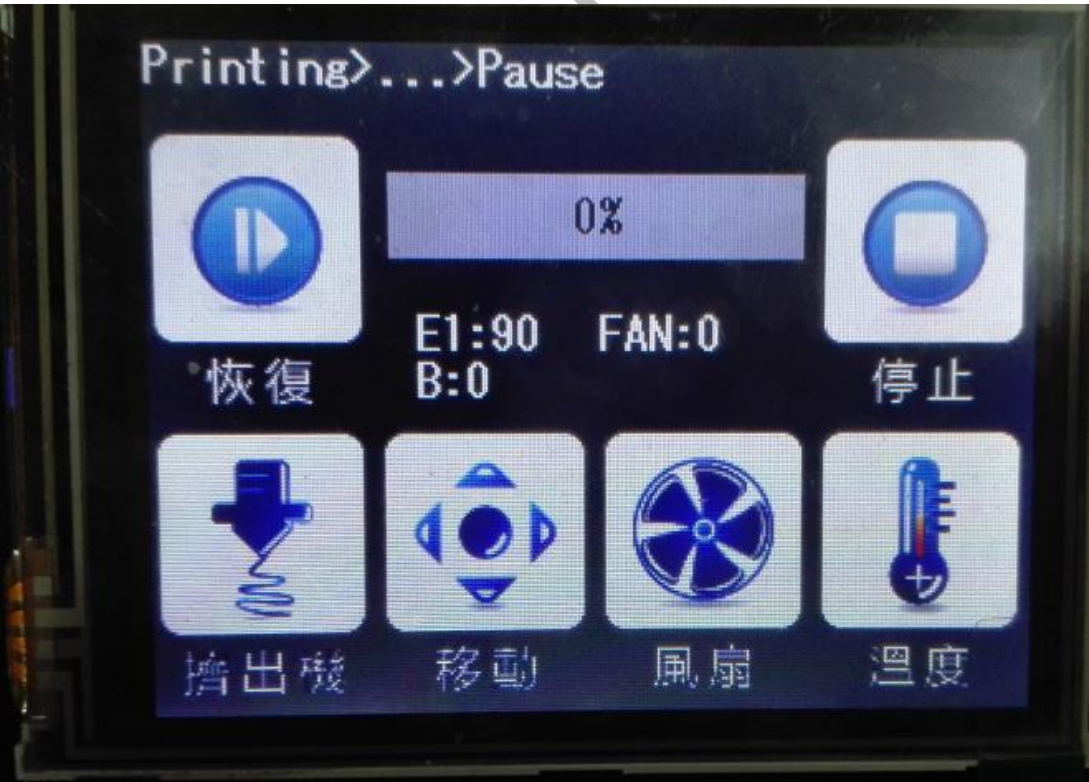 Printing>...>Pause
0%
E1:90 FAN:0
B:0
恢復
停止
擠出機
移動
風扇
溫度